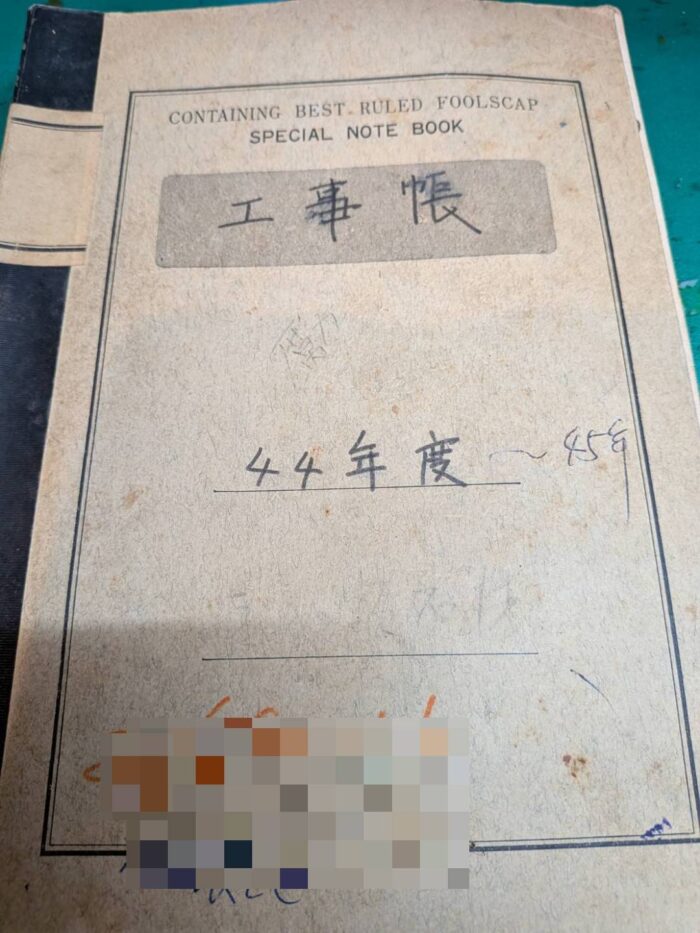 CONTAINING BEST RULED FOOLSCAP
SPECIAL NOTE BOOK
工事帳
44年度 ~ 45年